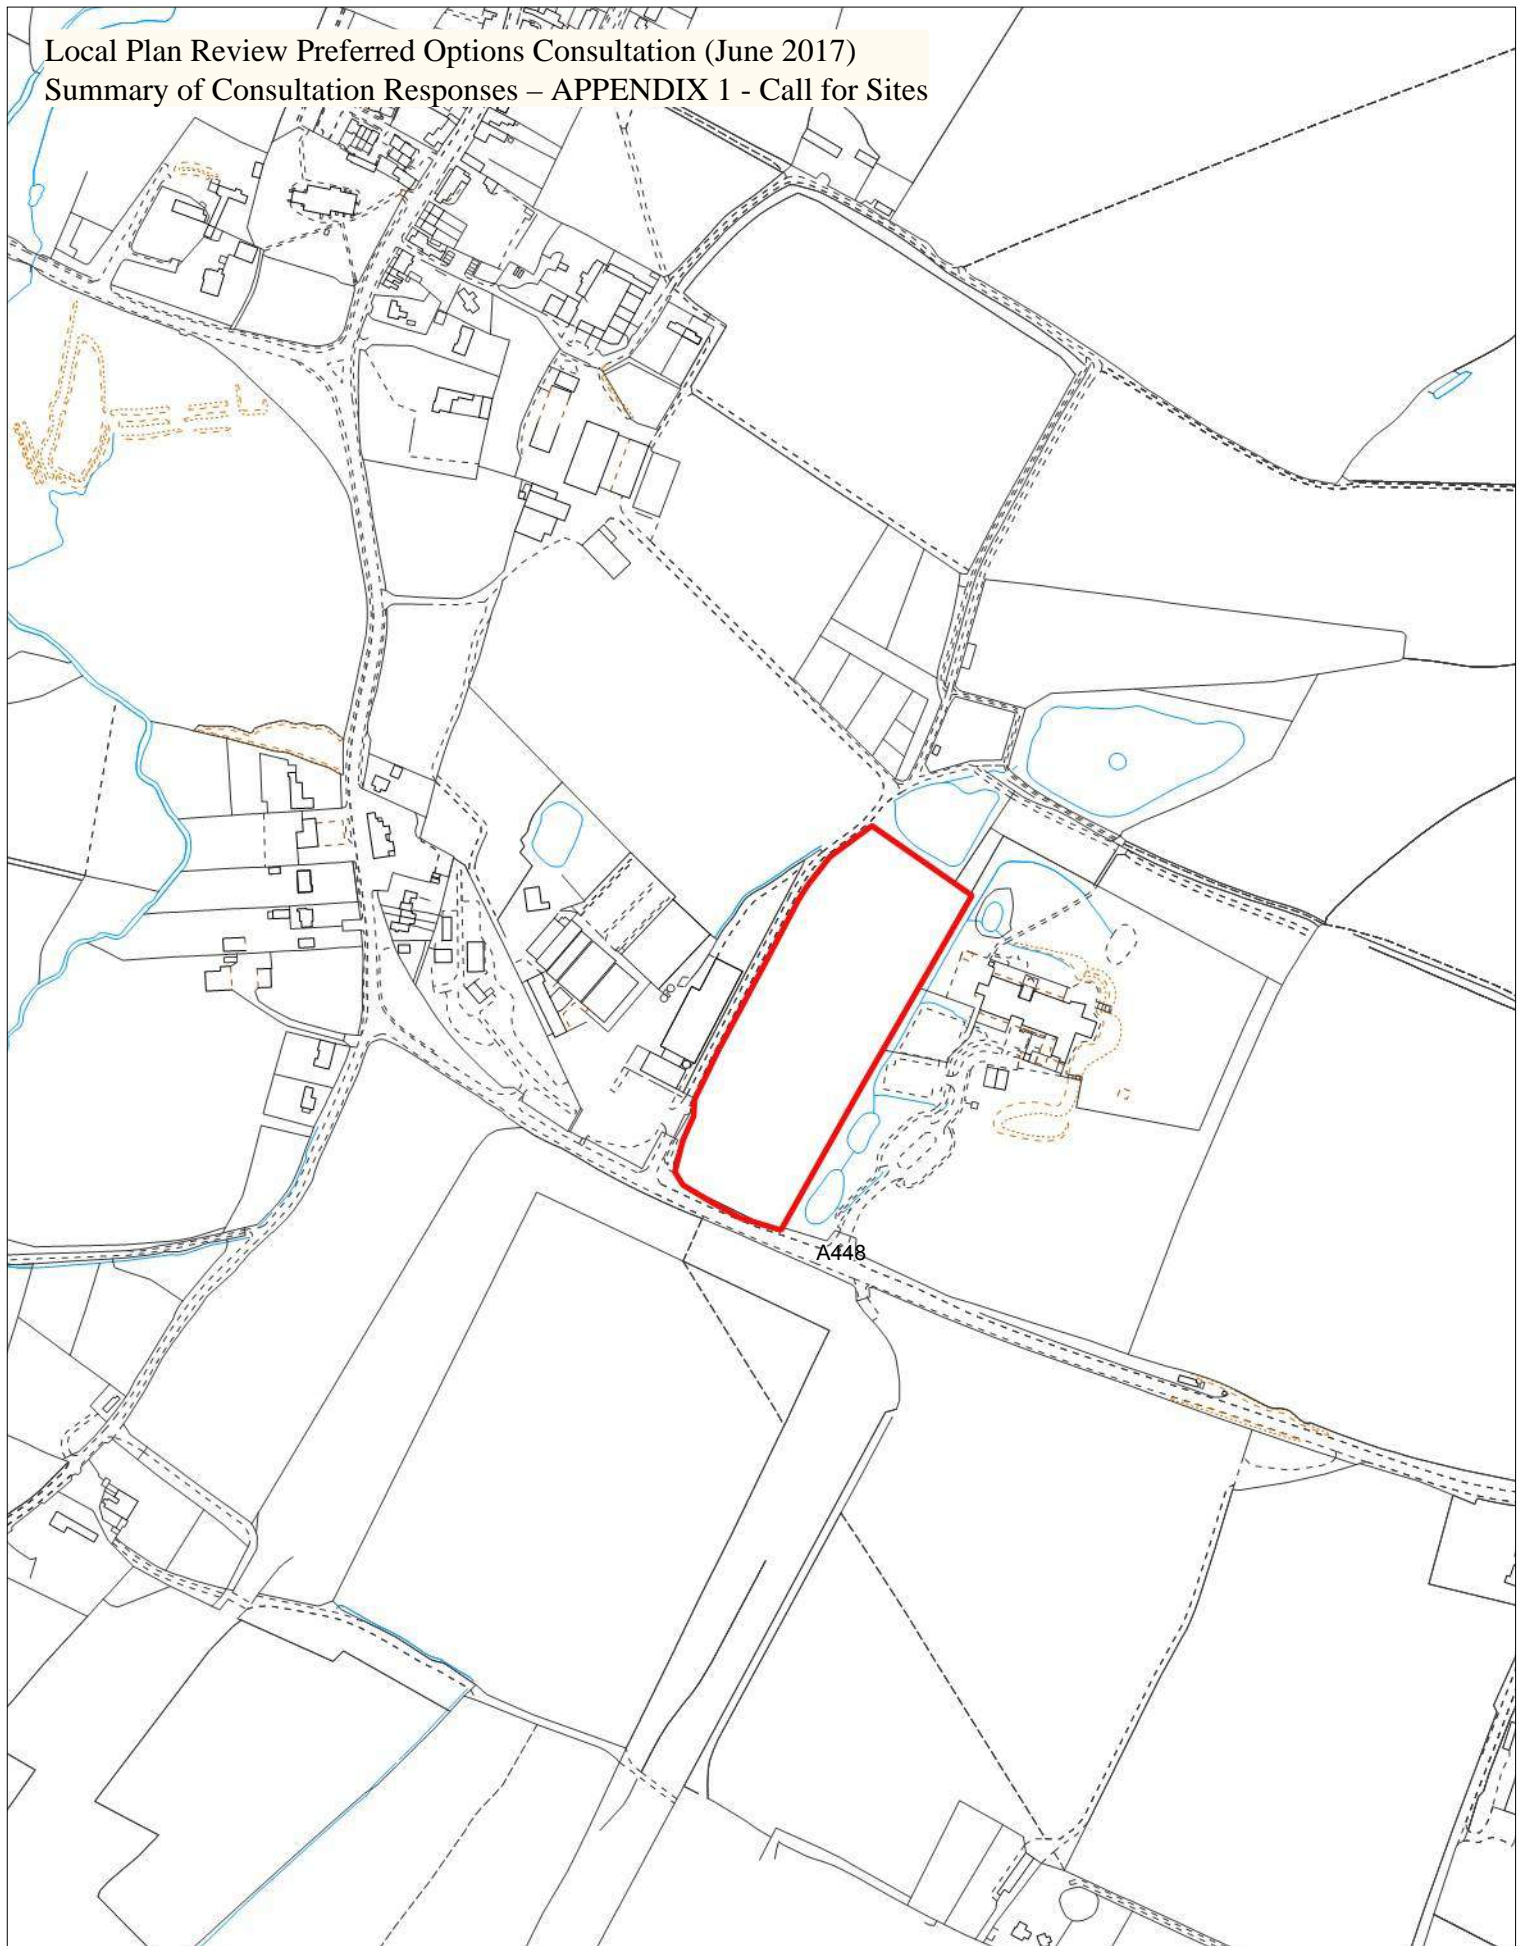 Local Plan Review Preferred Options Consultation (June 2017)
Summary of Consultation Responses – APPENDIX 1 - Call for Sites
A448